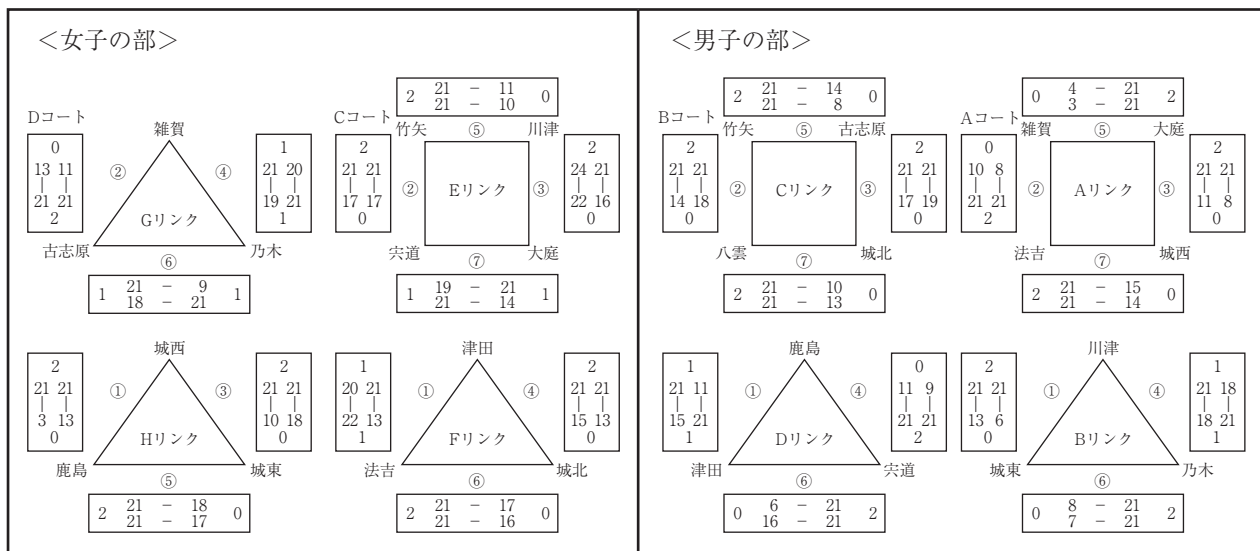 <女子の部>
Dコート
雑賀
0
13 11
21 21
2
②
④
1
21 20
19 21
1
Gリンク
古志原
乃木
⑥
1 21 − 9 1
18 − 21
2 21 − 11 0
21 − 10
Cコート
竹矢
⑤
川津
2
21 21
17 17
0
②
Eリンク
③
2
24 21
22 16
0
宍道
大庭
⑦
1 19 − 21 1
21 − 14
城西
2
21 21
3 13
0
①
③
2
21 21
10 18
0
Hリンク
鹿島
城東
⑤
2 21 − 18 0
21 − 17
津田
1
20 21
22 13
1
①
④
2
21 21
15 13
0
Fリンク
法吉
城北
⑥
2 21 − 17 0
21 − 16
<男子の部>
2 21 − 14 0
21 − 8
Bコート
竹矢
⑤
古志原
2
21 21
14 18
0
②
Cリンク
③
2
21 21
17 19
0
八雲
城北
⑦
2 21 − 10 0
21 − 13
0 4 − 21 2
3 − 21
Aコート
雑賀
⑤
大庭
0
10 8
21 21
2
②
Aリンク
③
2
21 21
11 8
0
法吉
城西
⑦
2 21 − 15 0
21 − 14
鹿島
1
21 11
15 21
1
①
④
0
11 9
21 21
2
Dリンク
津田
宍道
⑥
0 6 − 21 2
16 − 21
川津
2
21 21
13 6
0
①
④
1
21 18
18 21
1
Bリンク
城東
乃木
⑥
0 8 − 21 2
7 − 21